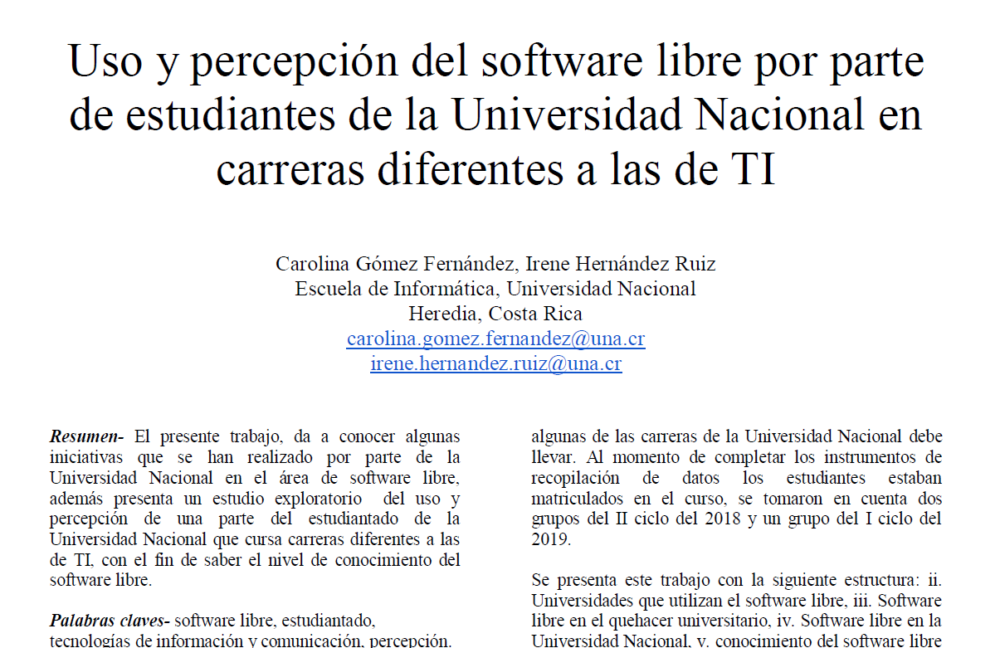 Uso y percepción del software libre por parte
de estudiantes de la Universidad Nacional en
carreras diferentes a las de TI
Carolina Gómez Fernández, Irene Hernández Ruiz
Escuela de Informática, Universidad Nacional
Heredia, Costa Rica
carolina.gomez.fernandez@una.cr
irene.hernandez.ruiz@una.cr
Resumen- El presente trabajo, da a conocer algunas
iniciativas que se han realizado por parte de la
Universidad Nacional en el área de software libre,
además presenta un estudio exploratorio del uso y
percepción de una parte del estudiantado de la
Universidad Nacional que cursa carreras diferentes a las
de TI, con el fin de saber el nivel de conocimiento del
software libre.
Palabras claves- software libre, estudiantado,
tecnologías de información y comunicación, percepción.
algunas de las carreras de la Universidad Nacional debe
llevar. Al momento de completar los instrumentos de
recopilación de datos los estudiantes estaban
matriculados en el curso, se tomaron en cuenta dos
grupos del II ciclo del 2018 y un grupo del I ciclo del
2019.
Se presenta este trabajo con la siguiente estructura: ii.
Universidades que utilizan el software libre, iii. Software
libre en el quehacer universitario, iv. Software libre en la
Universidad Nacional, v. conocimiento del software libre